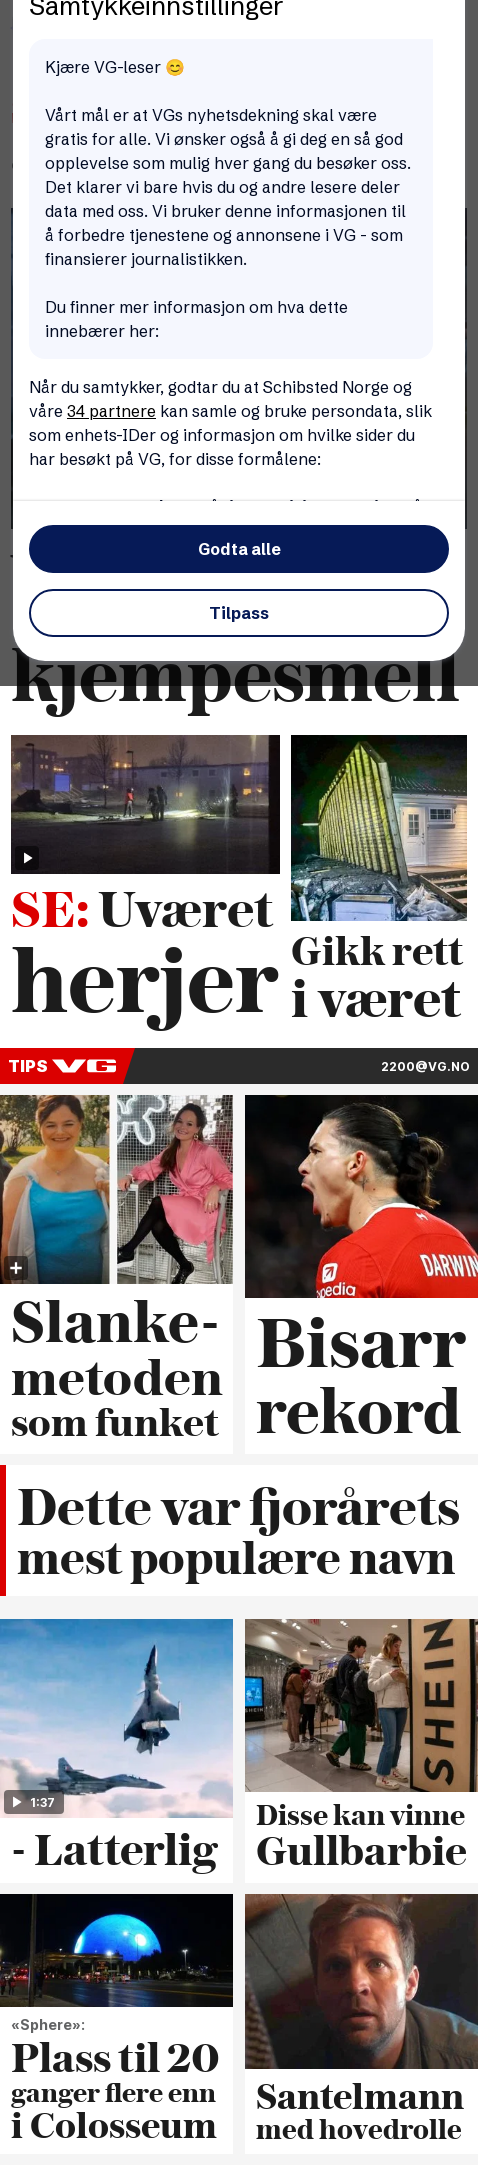 Samtykkeinnstillinger
Kjære VG-leser 😊
Vårt mål er at VGs nyhetsdekning skal være
gratis for alle. Vi ønsker også å gi deg en så god
opplevelse som mulig hver gang du besøker oss.
Det klarer vi bare hvis du og andre lesere deler
data med oss. Vi bruker denne informasjonen til
å forbedre tjenestene og annonsene i VG - som
finansierer journalistikken.
Du finner mer informasjon om hva dette
innebærer her:
Når du samtykker, godtar du at Schibsted Norge og
våre 34 partnere kan samle og bruke persondata, slik
som enhets-IDer og informasjon om hvilke sider du
har besøkt på VG, for disse formålene:
Godta alle
Tilpass
kjempesmell
SE: Uværet
herjer
Gikk rett
i været
TIPS VG
2200@VG.NO
DARWIN
pedia
Slanke-
metoden
som funket
Bisarr
rekord
Dette var fjorårets
mest populære navn
1:37
SHEIN
SHEIN
- Latterlig
Disse kan vinne
Gullbarbie
«Sphere»:
Plass til 20
ganger flere enn
i Colosseum
Santelmann
med hovedrolle